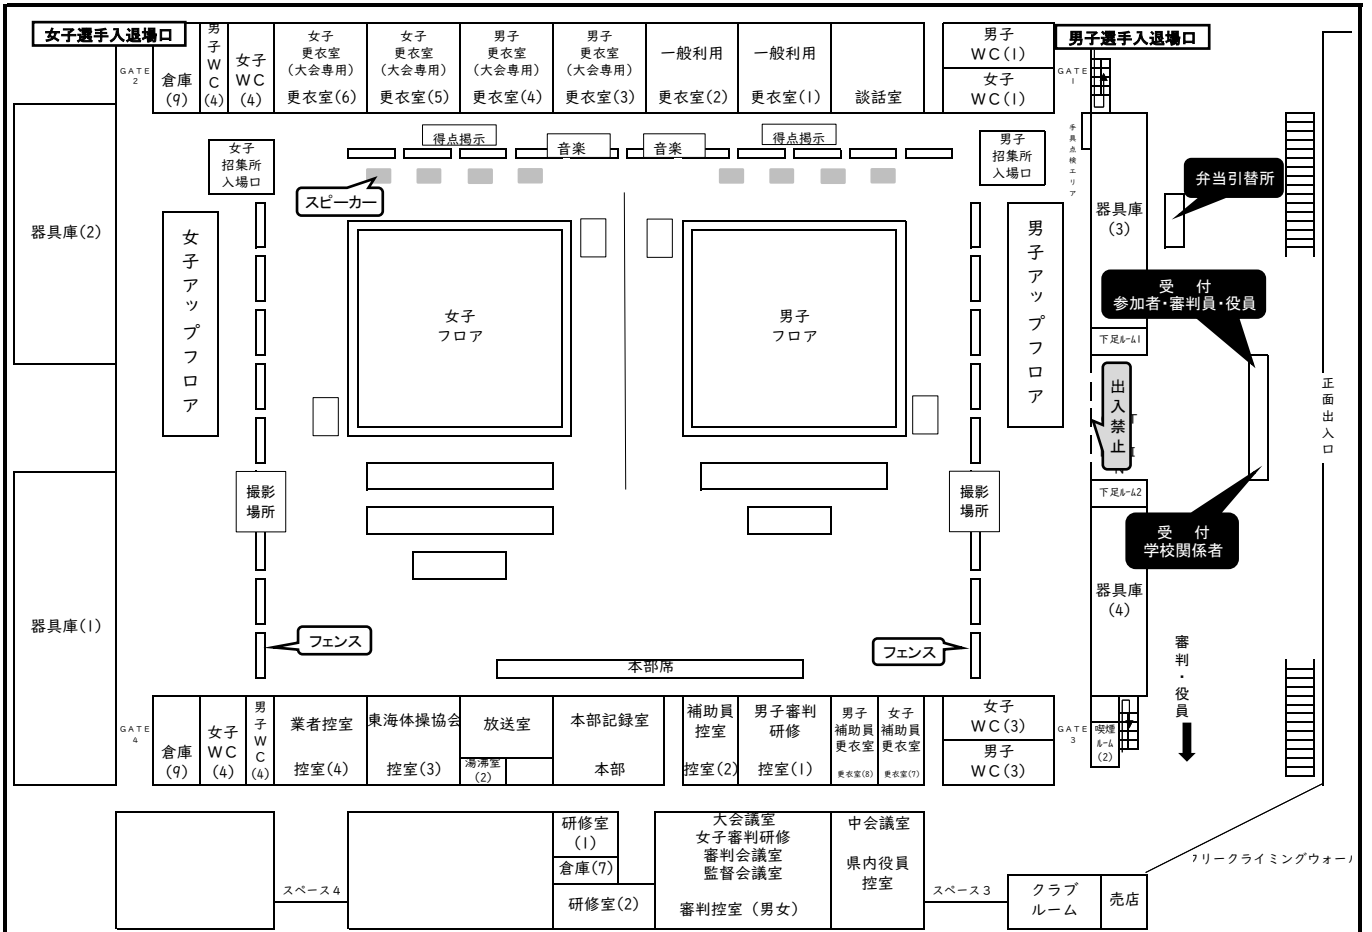 女子選手入退場口
男子選手入退場口
GATE
2
倉庫
(9)
男子WC
(4)
女子
WC
(4)
女子
更衣室
(大会専用)
更衣室(6)
女子
更衣室
(大会専用)
更衣室(5)
男子
更衣室
(大会専用)
更衣室(4)
男子
更衣室
(大会専用)
更衣室(3)
一般利用
更衣室(2)
一般利用
更衣室(1)
談話室
男子
WC(1)
女子
WC(1)
GATE
1
手具点検エリア
女子
招集所
入場口
得点掲示
音楽
音楽
得点掲示
男子
招集所
入場口
スピーカー
弁当引替所
器具庫(2)
女子アップフロア
女子
フロア
男子
フロア
男子アップフロア
器具庫
(3)
受 付
参加者・審判員・役員
下足ルーム1
出入禁止
正面出入口
下足ルーム2
撮影
場所
撮影
場所
受 付
学校関係者
器具庫(1)
器具庫
(4)
フェンス
フェンス
本部席
審判・役員
GATE
4
倉庫
(9)
女子
WC
(4)
男子WC
(4)
業者控室
控室(4)
東海体操協会
控室(3)
放送室
湯沸室
(2)
本部記録室
本部
補助員
控室
控室(2)
男子審判
研修
控室(1)
男子
補助員
更衣室
更衣室(8)
女子
補助員
更衣室
更衣室(7)
女子
WC(3)
男子
WC(3)
GATE
3
喫煙
ルーム
(2)
スペース4
研修室
(1)
倉庫(7)
研修室(2)
大会議室
女子審判研修
審判会議室
監督会議室
審判控室(男女)
中会議室
県内役員
控室
スペース3
クラブ
ルーム
売店
フリークライミングウォール